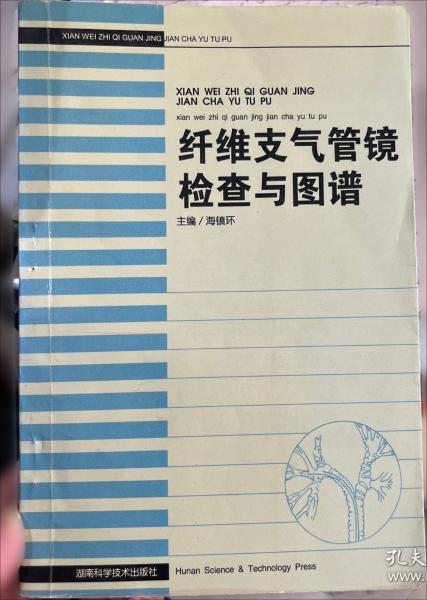 XIAN WEI ZHI QI GUAN JING JIAN CHA YU TU PU
XIAN WEI ZHI QI GUAN JING
JIAN CHA YU TU PU
xian wei zhi qi guan jing jian cha yu tu pu
纤维支气管镜
检查与图谱
主编/海镇环
湖南科学技术出版社
Hunan Science & Technology Press
孔夫